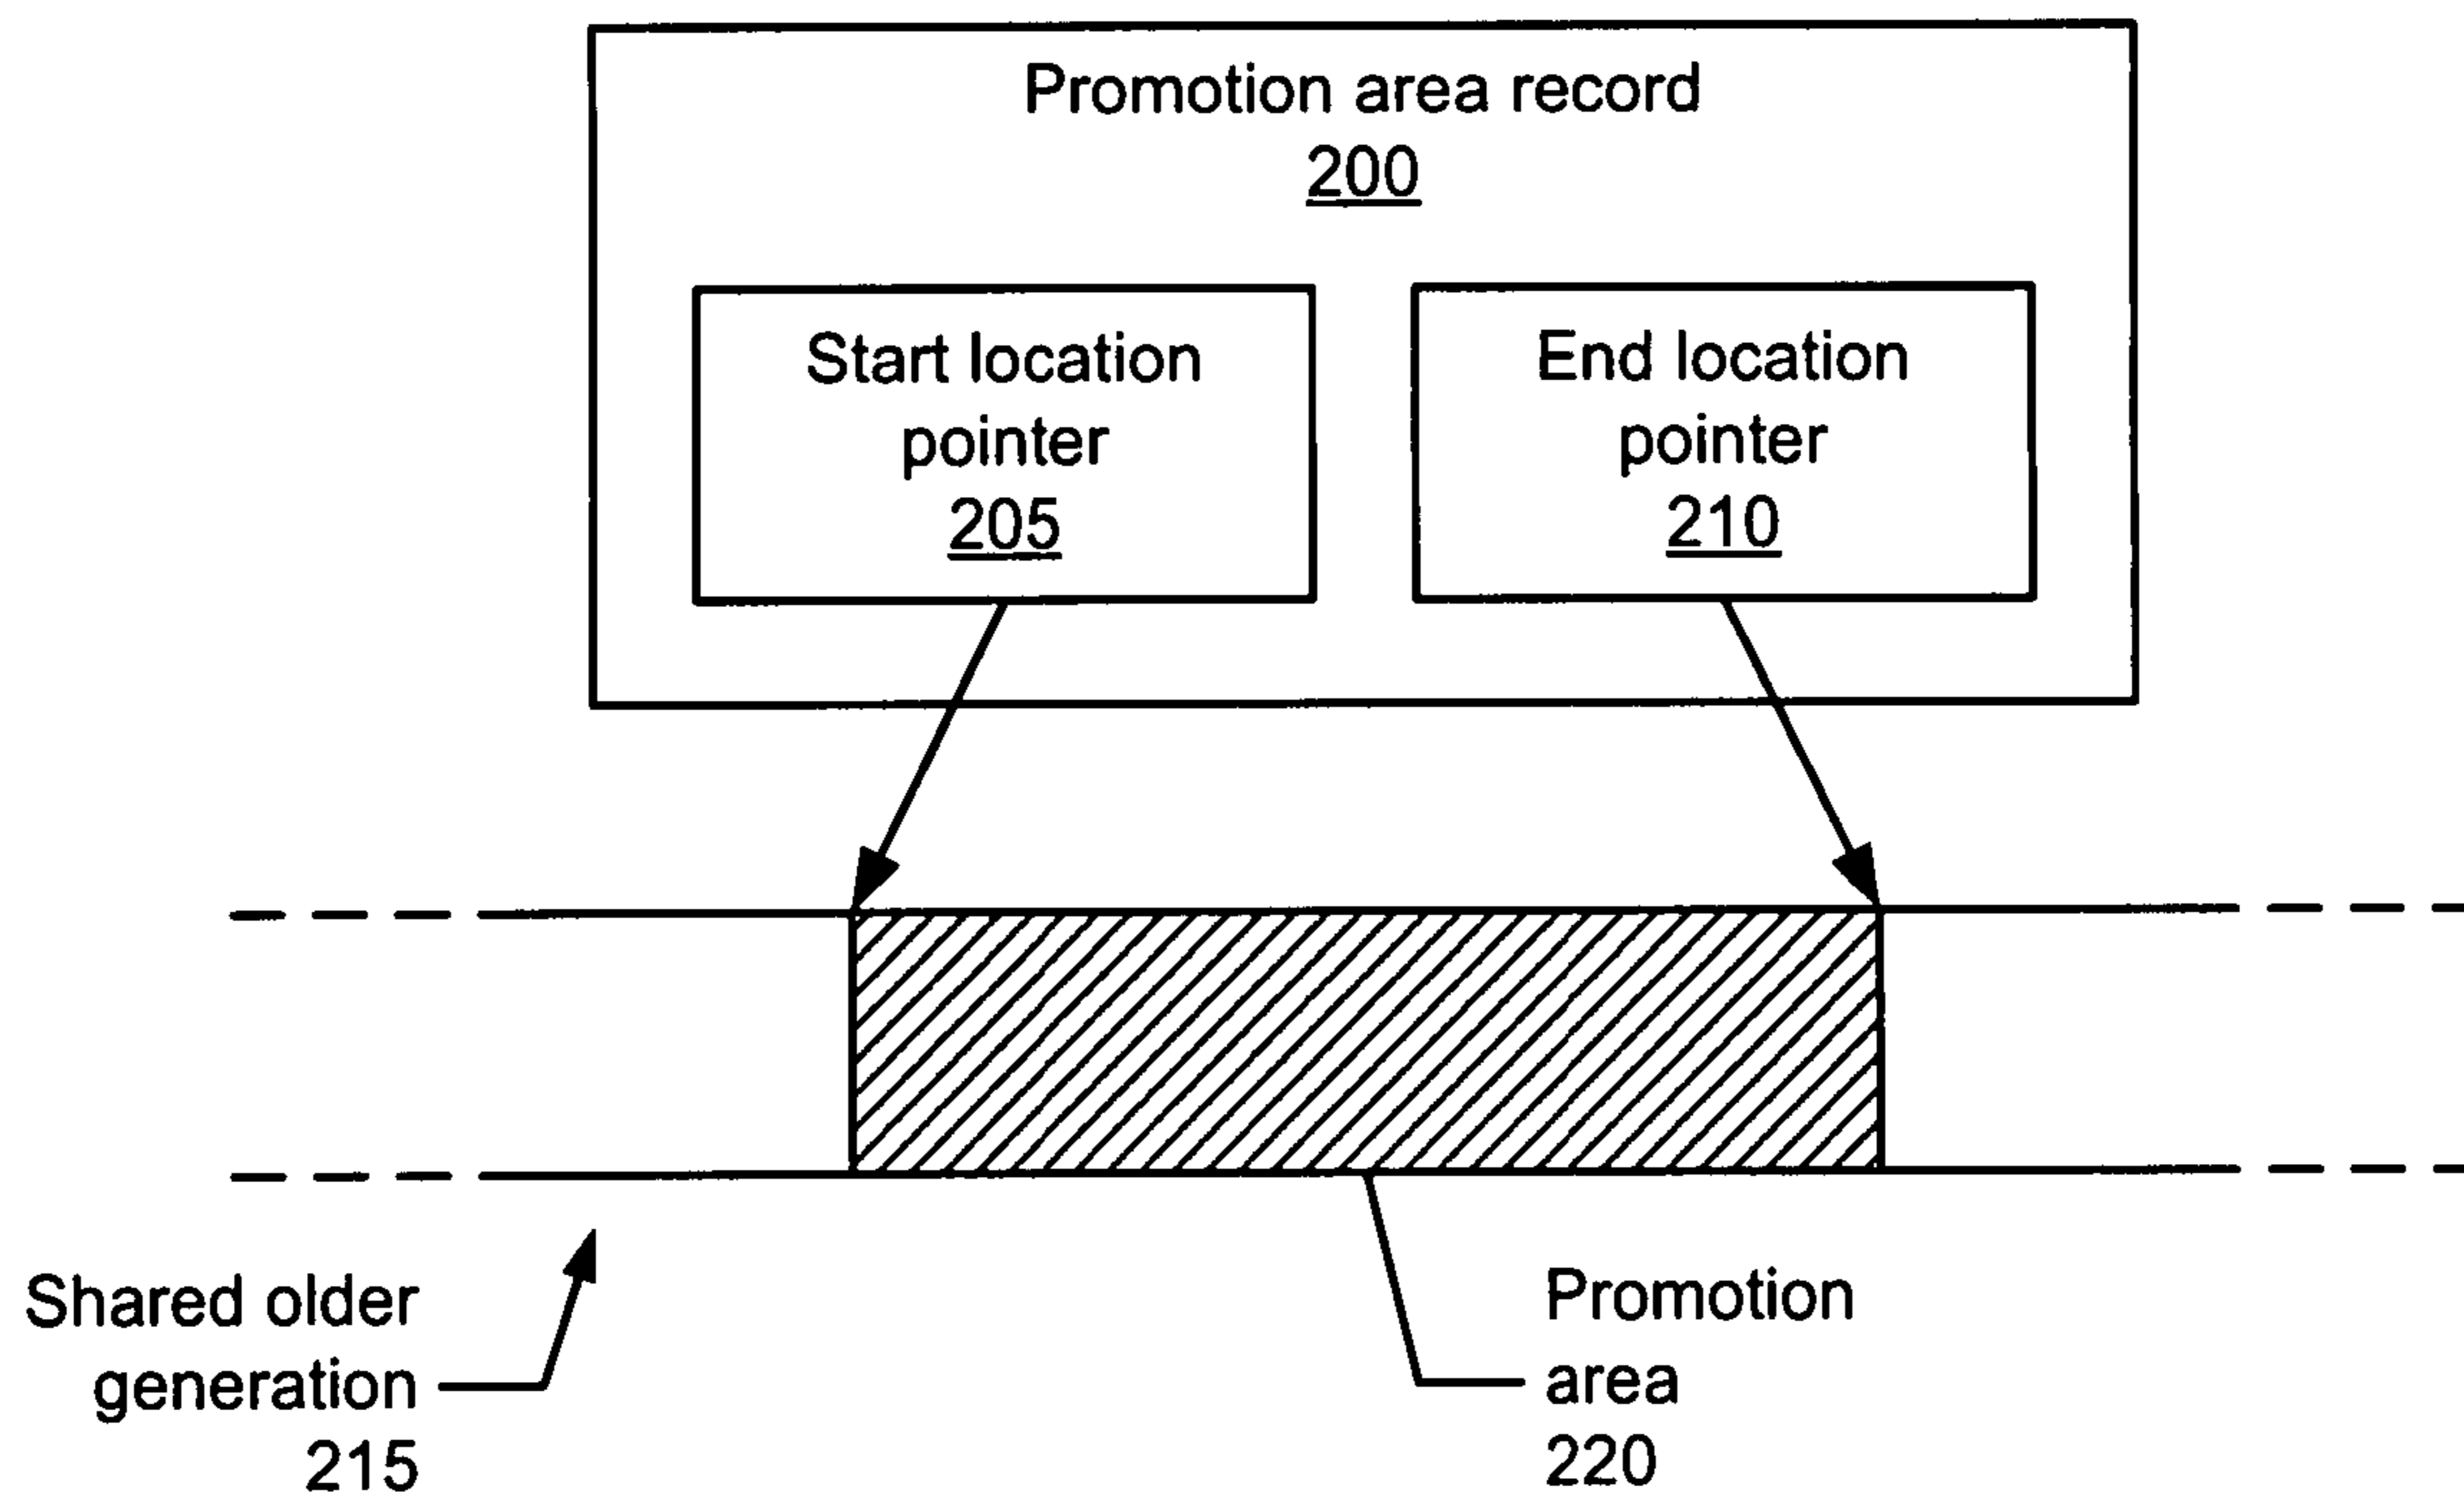 Promotion area record
200
Start location
pointer
205
End location
pointer
210
Shared older
generation
215
Promotion
area
220